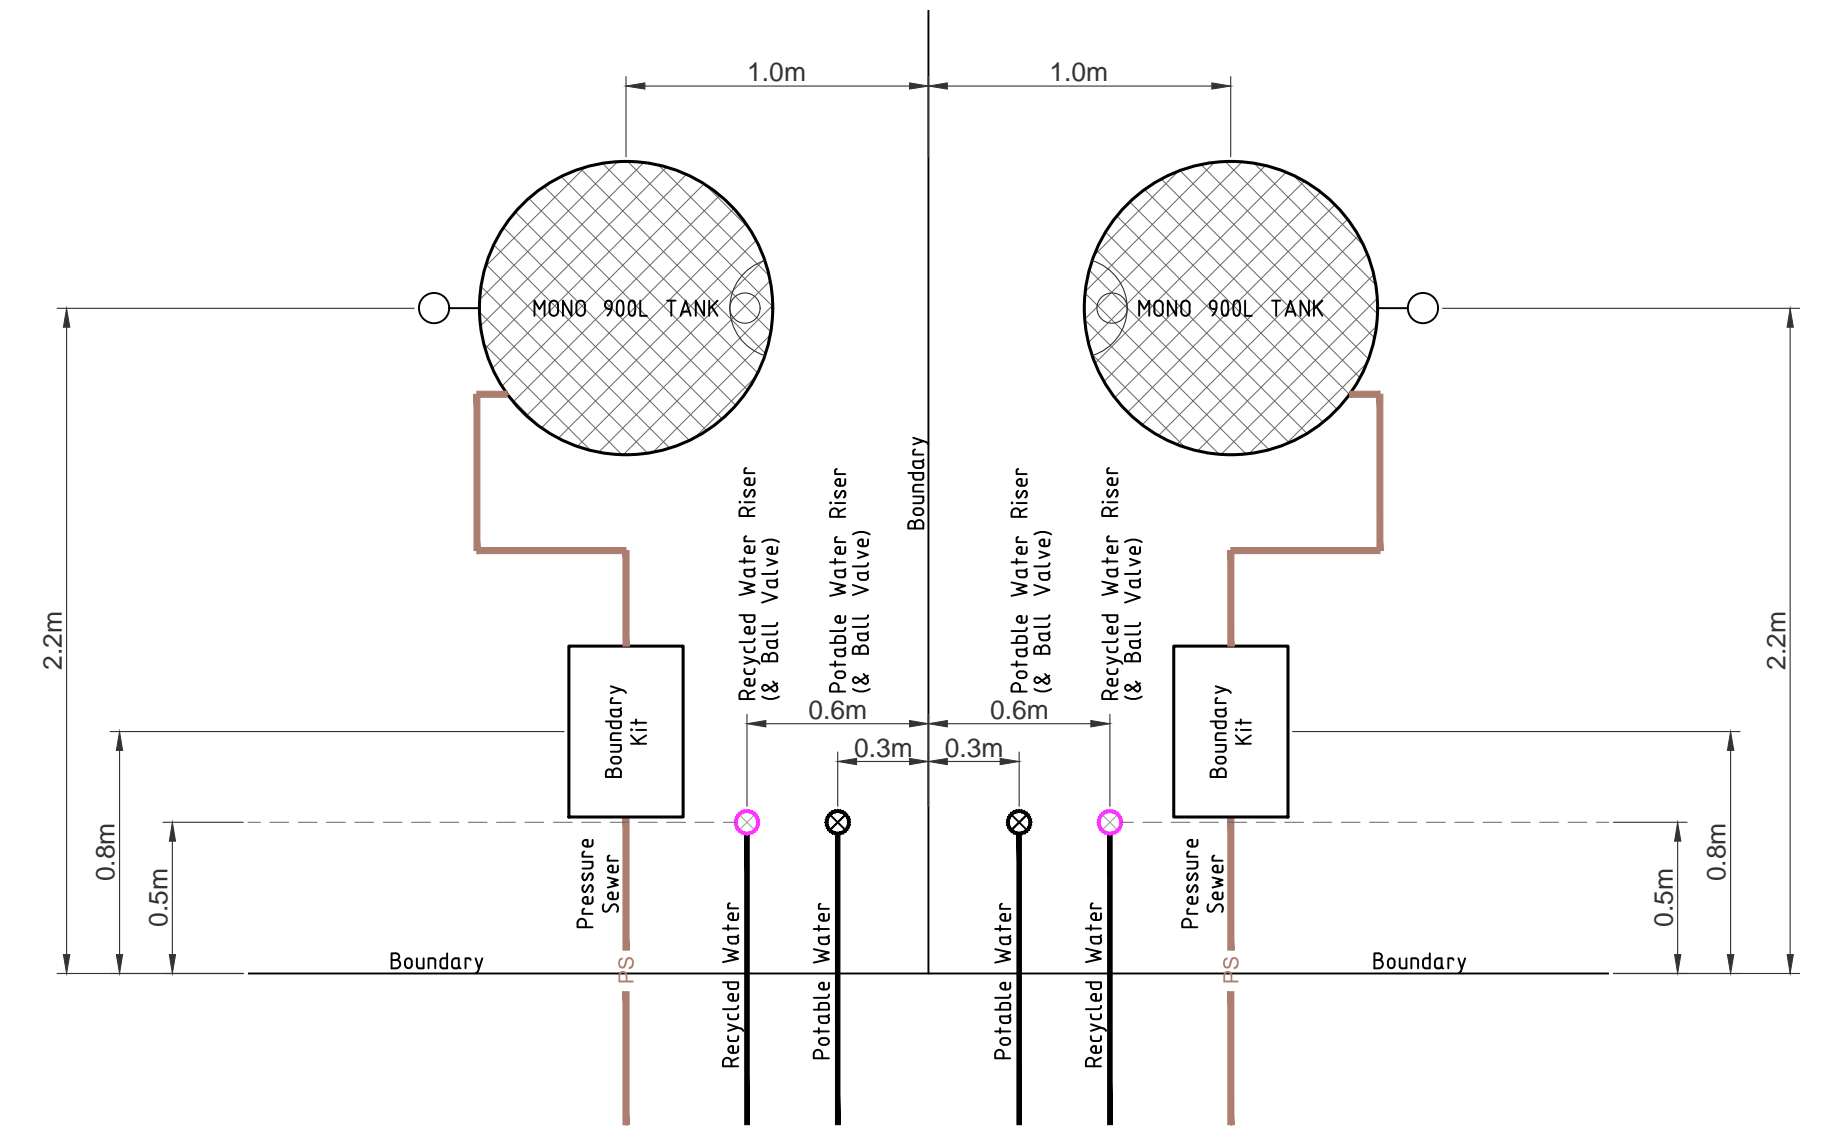 1.0m
1.0m
MONO 900L TANK
MONO 900L TANK
Boundary
Recycled Water Riser
(& Ball Valve)
Potable Water Riser
(& Ball Valve)
Potable Water Riser
(& Ball Valve)
Recycled Water Riser
(& Ball Valve)
2.2m
2.2m
Boundary
Kit
Boundary
Kit
0.6m
0.6m
0.3m
0.3m
0.8m
0.5m
0.5m
0.8m
Pressure
Sewer
Pressure
Sewer
Boundary
Boundary
PS
PS
Recycled Water
Potable Water
Potable Water
Recycled Water